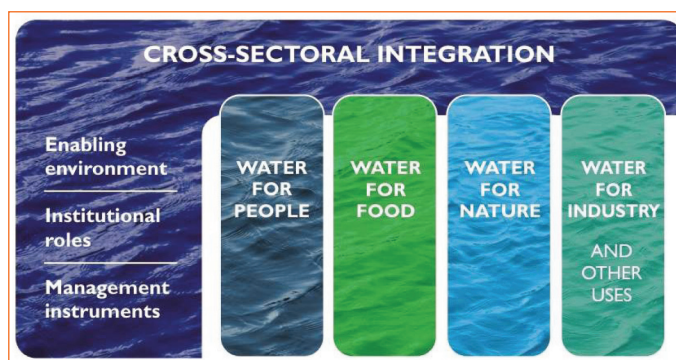 CROSS-SECTORAL INTEGRATION
Enabling
environment
Institutional
roles
Management
instruments
WATER
FOR
PEOPLE
WATER
FOR
FOOD
WATER
FOR
NATURE
WATER
FOR
INDUSTRY
AND
OTHER
USES